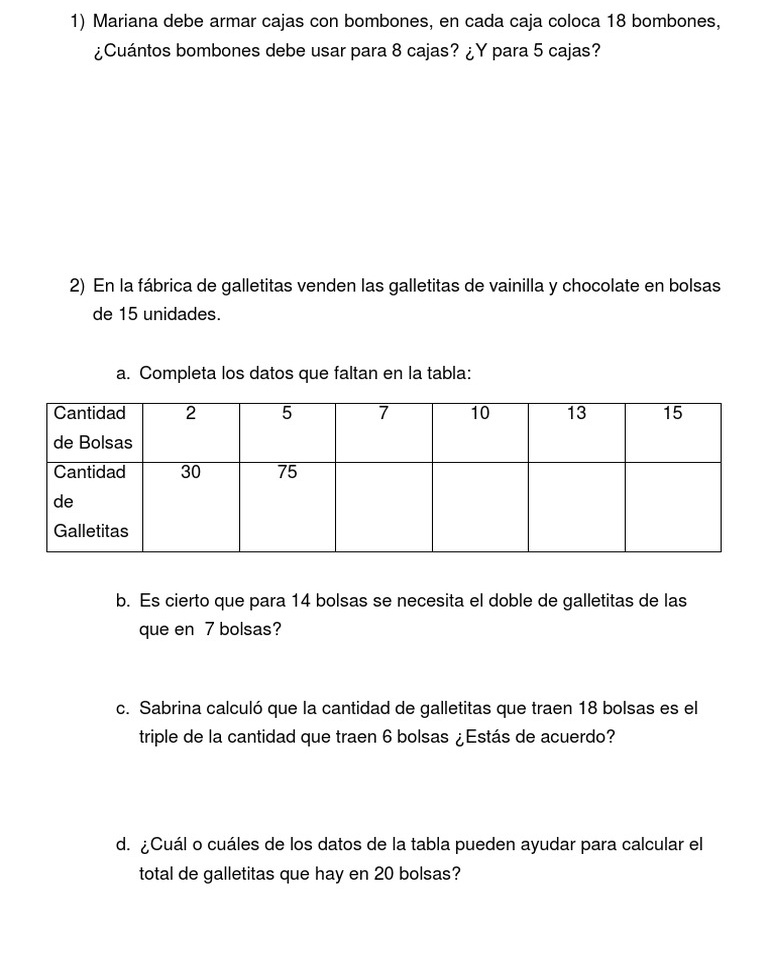 1) Mariana debe armar cajas con bombones, en cada caja coloca 18 bombones,
¿Cuántos bombones debe usar para 8 cajas? ¿Y para 5 cajas?
2) En la fábrica de galletitas venden las galletitas de vainilla y chocolate en bolsas
de 15 unidades.
a. Completa los datos que faltan en la tabla:
Cantidad de Bolsas 2 5 7 10 13 15
Cantidad de Galletitas 30 75
b. Es cierto que para 14 bolsas se necesita el doble de galletitas de las
que en 7 bolsas?
c. Sabrina calculó que la cantidad de galletitas que traen 18 bolsas es el
triple de la cantidad que traen 6 bolsas ¿Estás de acuerdo?
d. ¿Cuál o cuáles de los datos de la tabla pueden ayudar para calcular el
total de galletitas que hay en 20 bolsas?